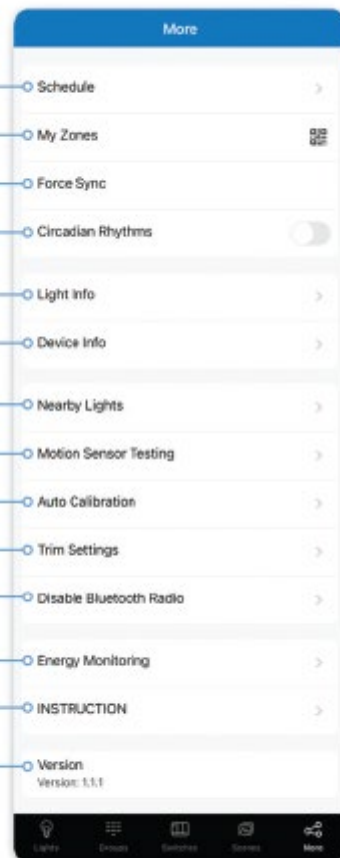 More
Schedule
My Zones
Force Sync
Circadian Rhythms
Light Info
Device Info
Nearby Lights
Motion Sensor Testing
Auto Calibration
Trim Settings
Disable Bluetooth Radio
Energy Monitoring
INSTRUCTION
Version
Version: 1.1.1
Lights Groups Switches Scenes More